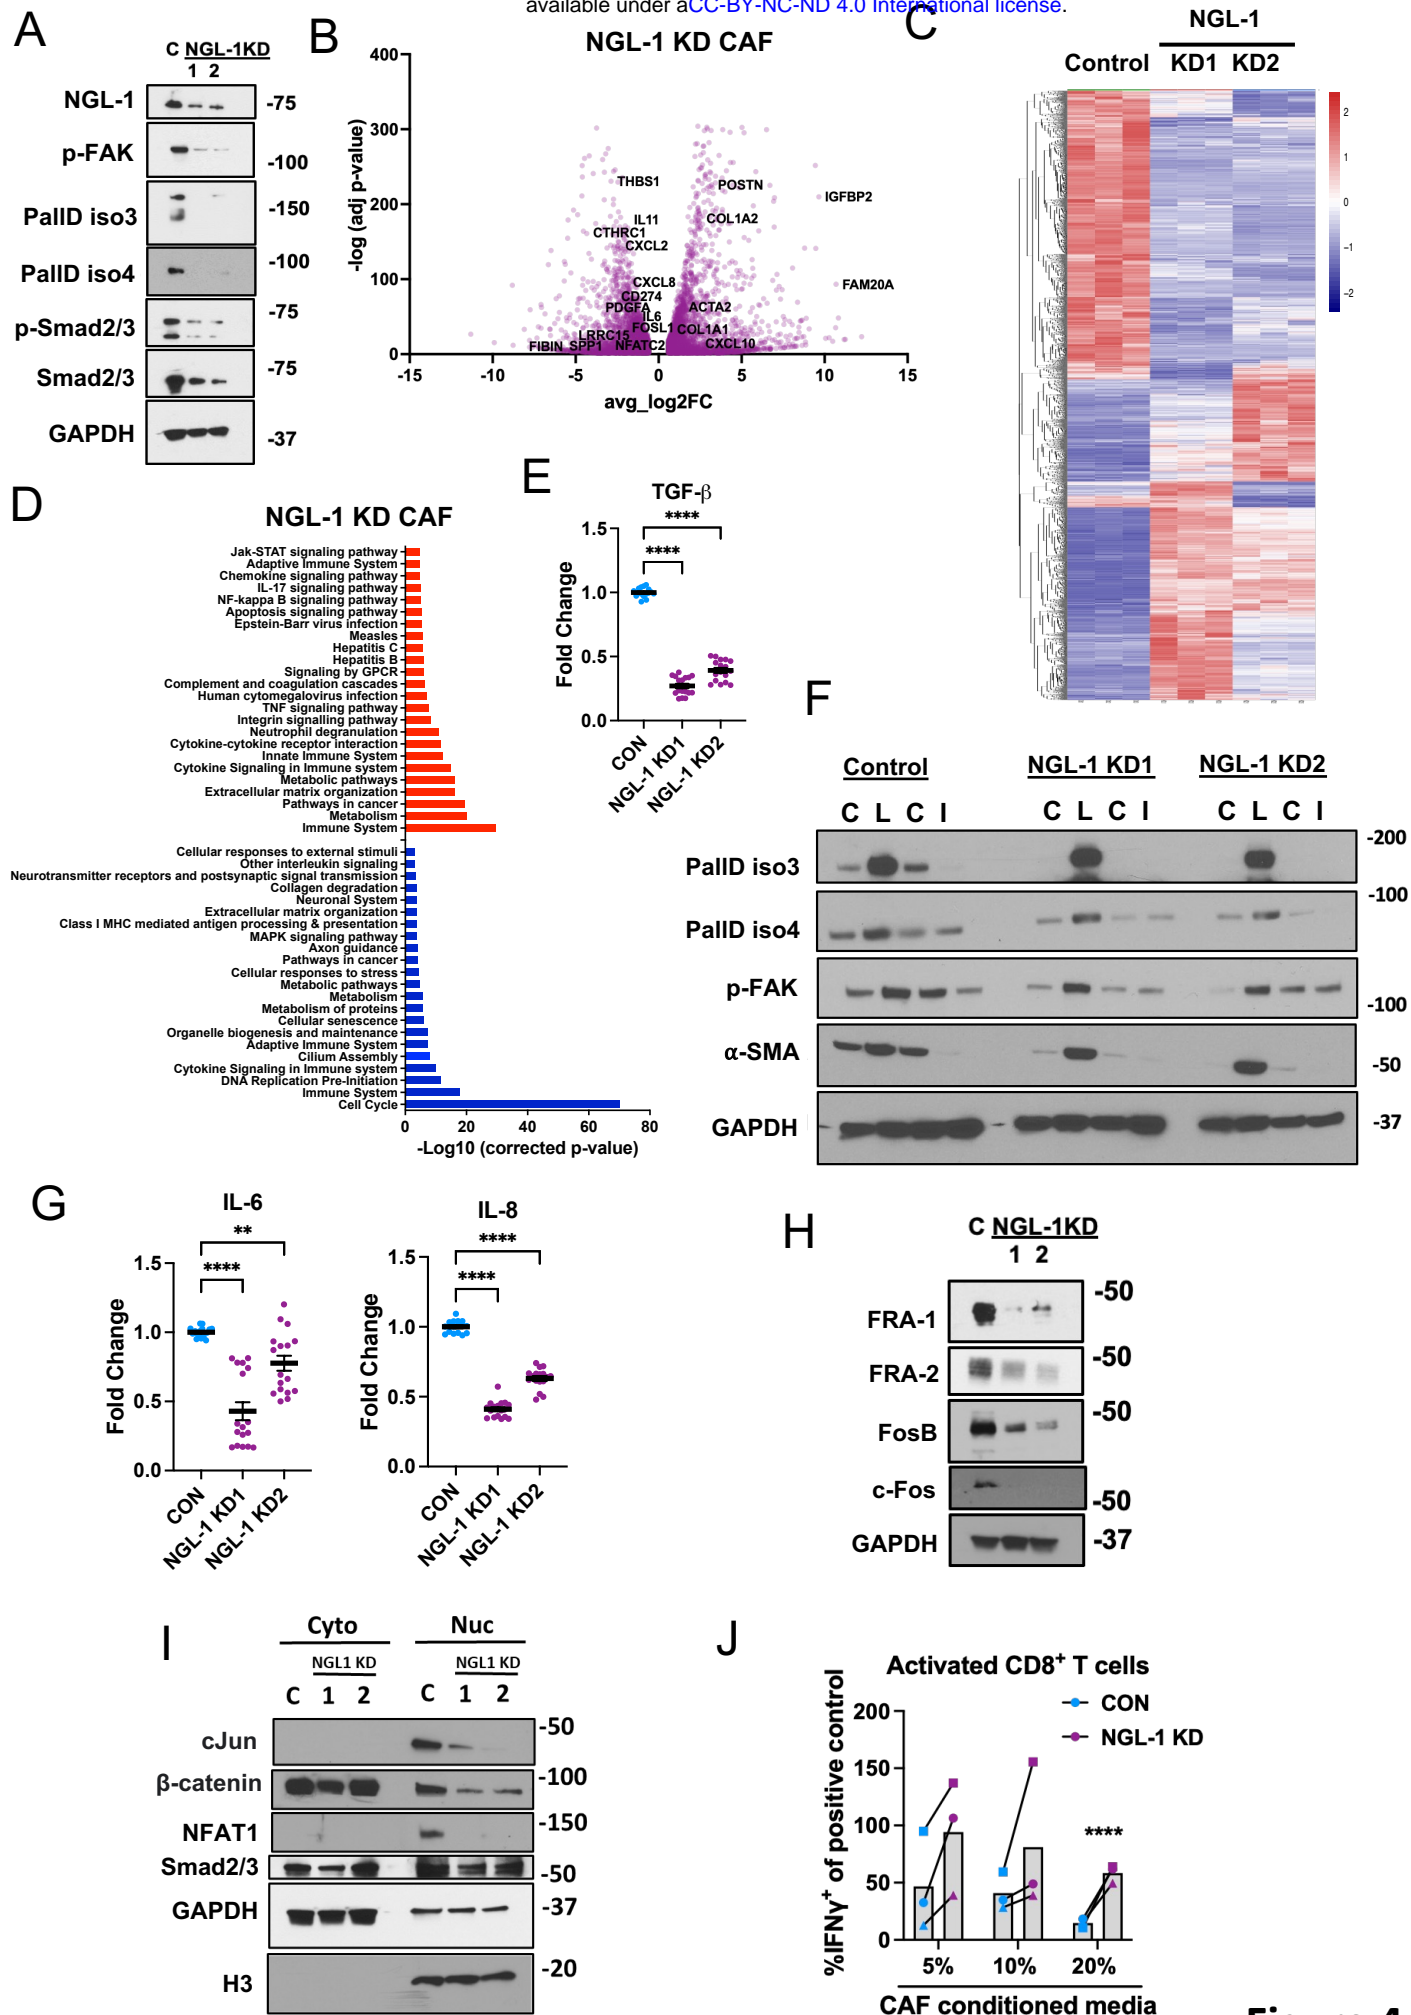 available under aCC-BY-NC-ND 4.0 International license.
A
C NGL-1KD
1 2
NGL-1
-75
p-FAK
-100
PallD iso3
-150
PallD iso4
-100
p-Smad2/3
-75
Smad2/3
-75
GAPDH
-37
B
NGL-1 KD CAF
-log (adj p-value)
400
300
200
100
0
THBS1
POSTN
IGFBP2
IL11
COL1A2
CTHRC1
CXCL2
CXCL8
FAM20A
CD274
PDGFA
ACTA2
IL6
FOSL1
COL1A1
LRRC15
FIBIN
SPP1
NFATC2
CXCL10
-15
-10
-5
0
5
10
15
avg_log2FC
C
NGL-1
Control KD1 KD2
2
1
0
-1
-2
D
NGL-1 KD CAF
Jak-STAT signaling pathway
Adaptive Immune System
Chemokine signaling pathway
IL-17 signaling pathway
NF-kappa B signaling pathway
Apoptosis signaling pathway
Epstein-Barr virus infection
Measles
Hepatitis C
Hepatitis B
Signaling by GPCR
Complement and coagulation cascades
Human cytomegalovirus infection
TNF signaling pathway
Integrin signalling pathway
Neutrophil degranulation
Cytokine-cytokine receptor interaction
Innate Immune System
Cytokine Signaling in Immune system
Metabolic pathways
Extracellular matrix organization
Pathways in cancer
Metabolism
Immune System
Cellular responses to external stimuli
Other interleukin signaling
Neurotransmitter receptors and postsynaptic signal transmission
Collagen degradation
Neuronal System
Extracellular matrix organization
Class I MHC mediated antigen processing & presentation
MAPK signaling pathway
Axon guidance
Pathways in cancer
Cellular responses to stress
Metabolic pathways
Metabolism
Metabolism of proteins
Cellular senescence
Organelle biogenesis and maintenance
Adaptive Immune System
Cilium Assembly
Cytokine Signaling in Immune system
DNA Replication Pre-Initiation
Immune System
Cell Cycle
0
20
40
60
80
-Log10 (corrected p-value)
E
TGF-β
****
****
Fold Change
1.5
1.0
0.5
0.0
CON
NGL-1 KD1
NGL-1 KD2
F
Control
NGL-1 KD1
NGL-1 KD2
C L C I
C L C I
C L C I
PallD iso3
-200
PallD iso4
-100
p-FAK
-100
α-SMA
-50
GAPDH
-37
G
IL-6
**
****
Fold Change
1.5
1.0
0.5
0.0
CON
NGL-1 KD1
NGL-1 KD2
IL-8
****
****
Fold Change
1.5
1.0
0.5
0.0
CON
NGL-1 KD1
NGL-1 KD2
H
C NGL-1KD
1 2
FRA-1
-50
FRA-2
-50
FosB
-50
c-Fos
-50
GAPDH
-37
I
Cyto
Nuc
NGL1 KD
NGL1 KD
C 1 2
C 1 2
cJun
-50
β-catenin
-100
NFAT1
-150
Smad2/3
-50
GAPDH
-37
H3
-20
J
Activated CD8+ T cells
CON
NGL-1 KD
%IFNγ+ of positive control
200
150
100
50
0
****
5%
10%
20%
CAF conditioned media